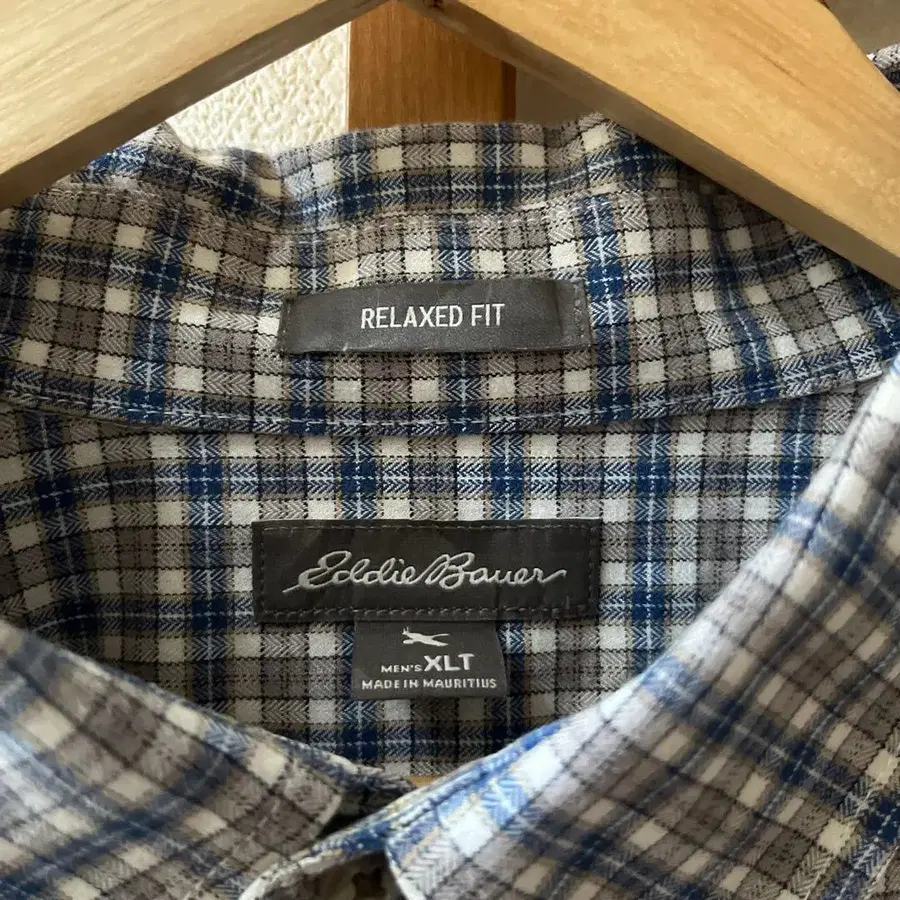 RELAXED FIT
Eddie Bauer
MEN'S XLT
MADE IN MAURITIUS